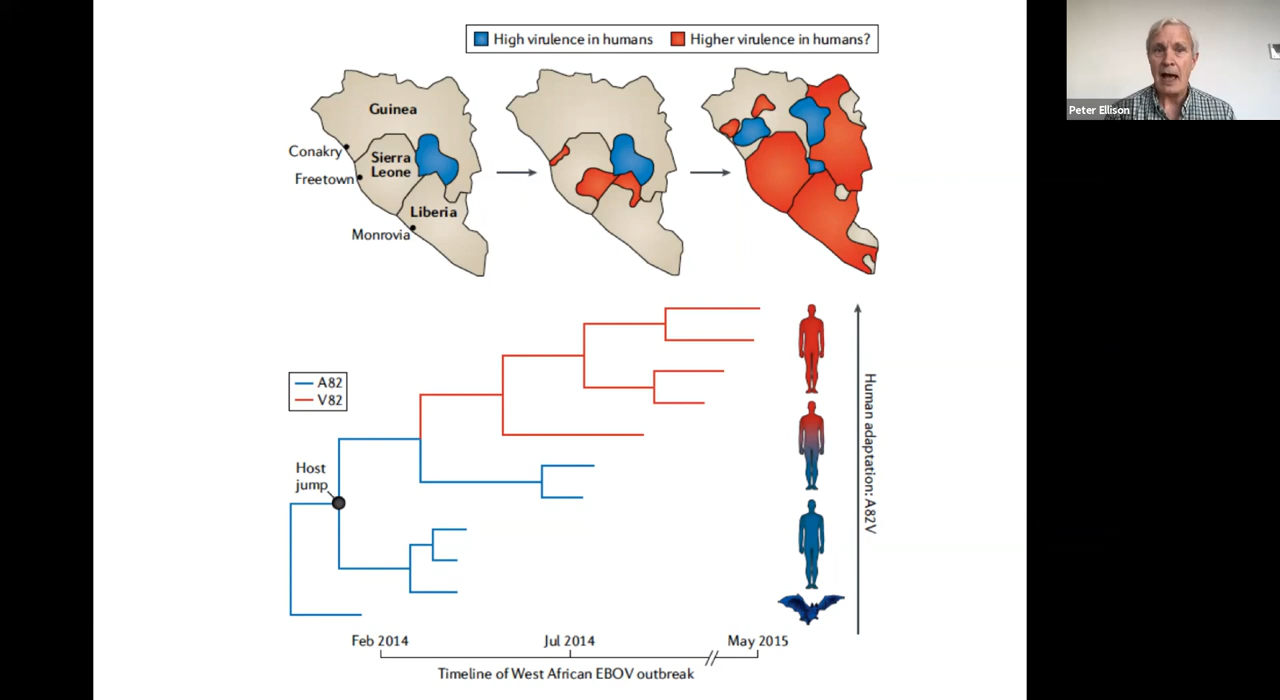 High virulence in humans
Higher virulence in humans?
Peter Ellison
Guinea
Conakry
Sierra
Leone
Freetown
Liberia
Monrovia
A82
V82
Host
jump
Human adaptation: A82V
Feb 2014
Jul 2014
May 2015
Timeline of West African EBOV outbreak